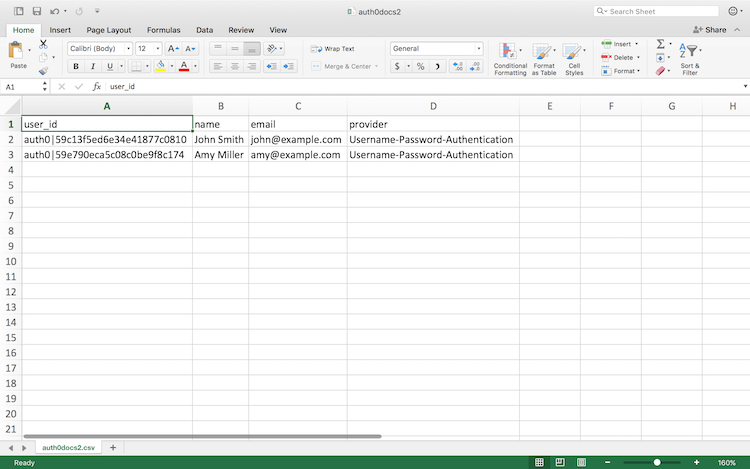 auth0docs2
Search Sheet
Home Insert Page Layout Formulas Data Review View
Share
Paste
Calibri (Body) 12
B I U
Wrap Text
Merge & Center
General
$ % ,
Conditional Formatting
Format as Table
Cell Styles
Insert
Delete
Format
Sort & Filter
A1 fx user_id
A B C D E F G H
1 user_id name email provider
2 auth0|59c13f5ed6e34e41877c0810 John Smith john@example.com Username-Password-Authentication
3 auth0|59e790eca5c08c0be9f8c174 Amy Miller amy@example.com Username-Password-Authentication
4
5
6
7
8
9
10
11
12
13
14
15
16
17
18
19
20
21
auth0docs2.csv
Ready
160%